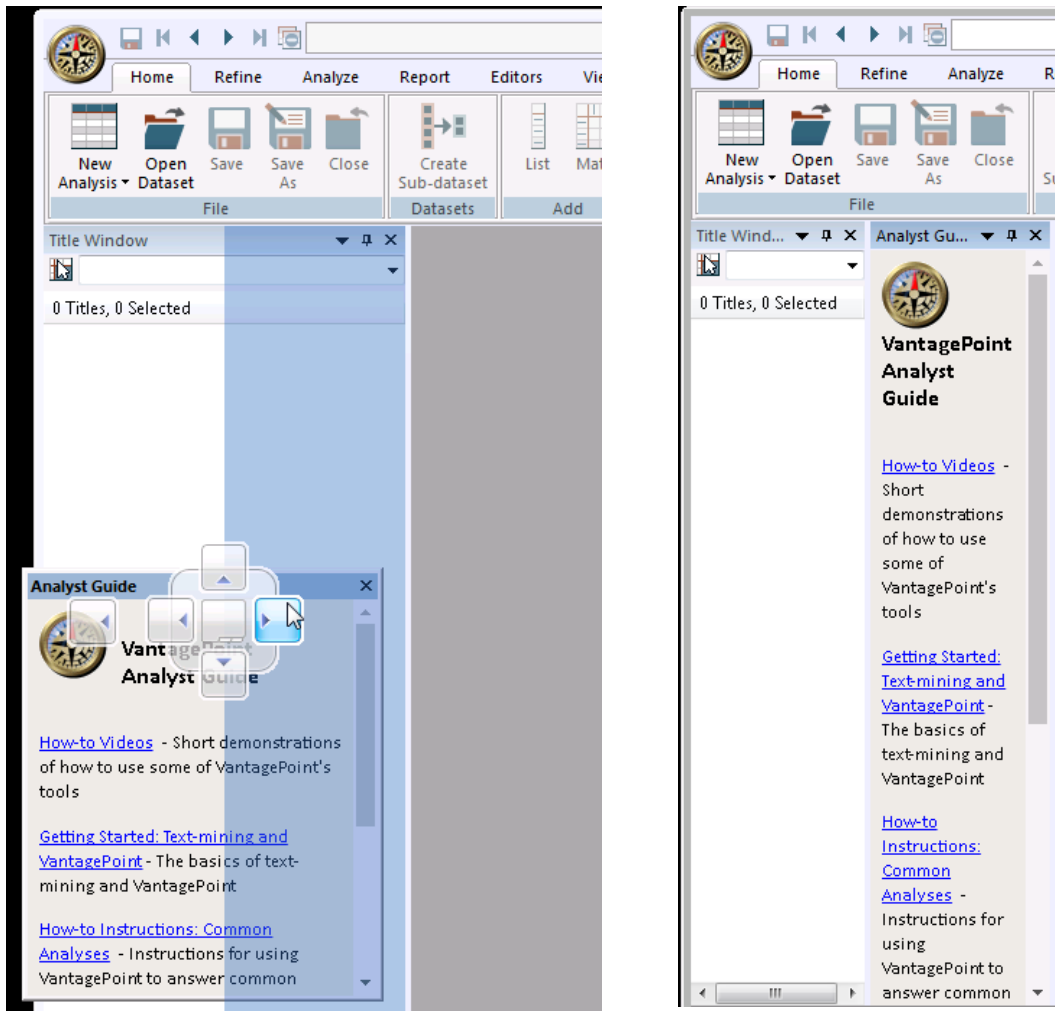 Home Refine Analyze Report Editors Vie
New Analysis Open Dataset Save Save As Close Create Sub-dataset List Mat
File Datasets Add
Title Window
0 Titles, 0 Selected
Analyst Guide
VantagePoint
Analyst Guide
How-to Videos - Short demonstrations
of how to use some of VantagePoint's
tools
Getting Started: Text-mining and
VantagePoint - The basics of text-
mining and VantagePoint
How-to Instructions: Common
Analyses - Instructions for using
VantagePoint to answer common
Home Refine Analyze R
New Analysis Open Dataset Save Save As Close Su
File
Title Wind... Analyst Gu...
0 Titles, 0 Selected
VantagePoint
Analyst
Guide
How-to Videos -
Short
demonstrations
of how to use
some of
VantagePoint's
tools
Getting Started:
Text-mining and
VantagePoint -
The basics of
text-mining and
VantagePoint
How-to
Instructions:
Common
Analyses -
Instructions for
using
VantagePoint to
answer common